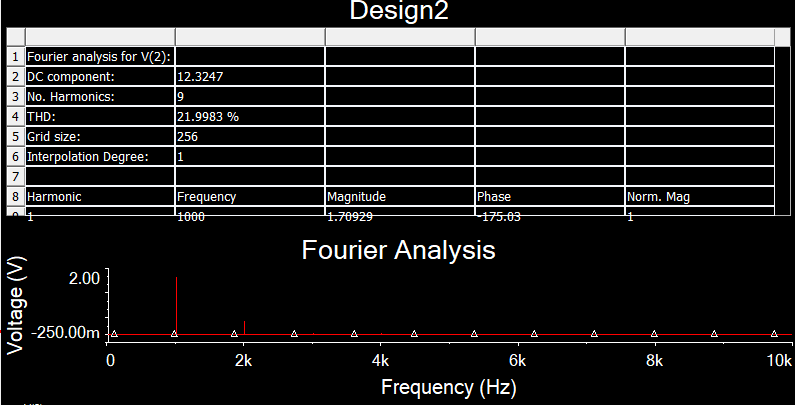 Design2
1 Fourier analysis for V(2):
2 DC component: 12.3247
3 No. Harmonics: 9
4 THD: 21.9983 %
5 Grid size: 256
6 Interpolation Degree: 1
7
8 Harmonic Frequency Magnitude Phase Norm. Mag
9 1 1000 1.70929 -175.03 1
Fourier Analysis
Voltage (V)
2.00
-250.00m
0 2k 4k 6k 8k 10k
Frequency (Hz)